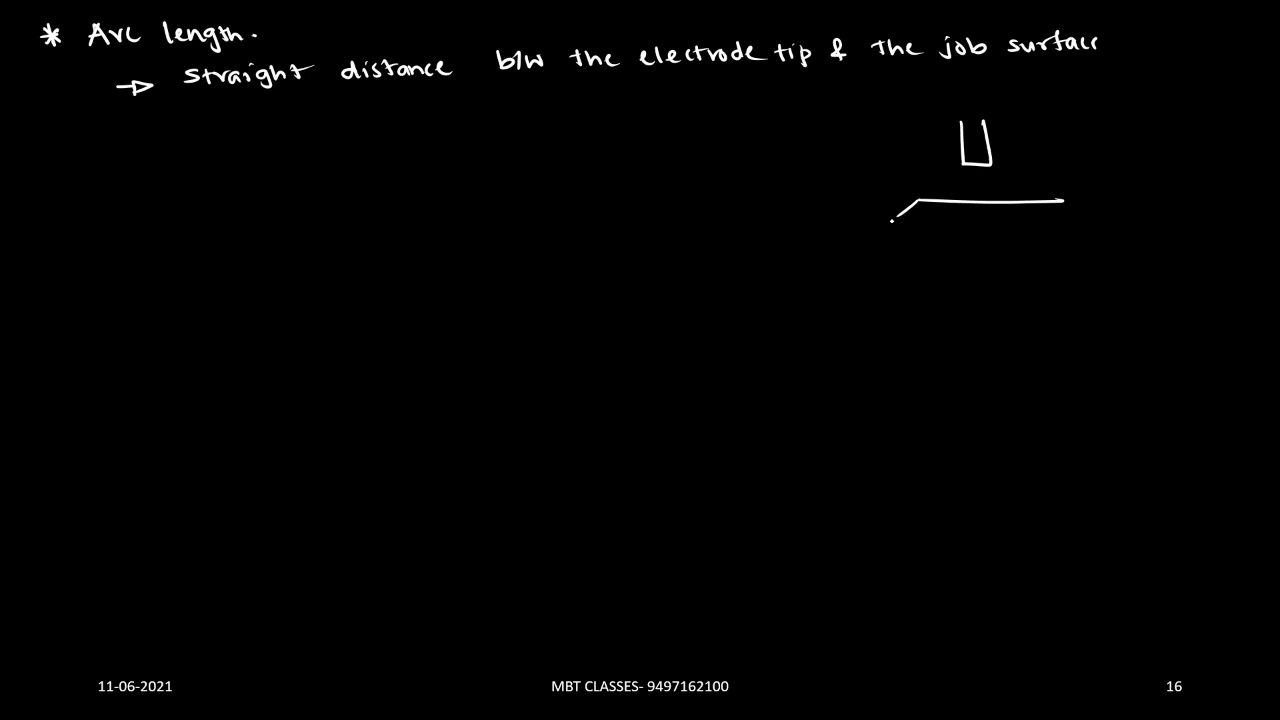 * Arc length.
→ straight distance b/w the electrode tip & the job surface
11-06-2021
MBT CLASSES- 9497162100
16